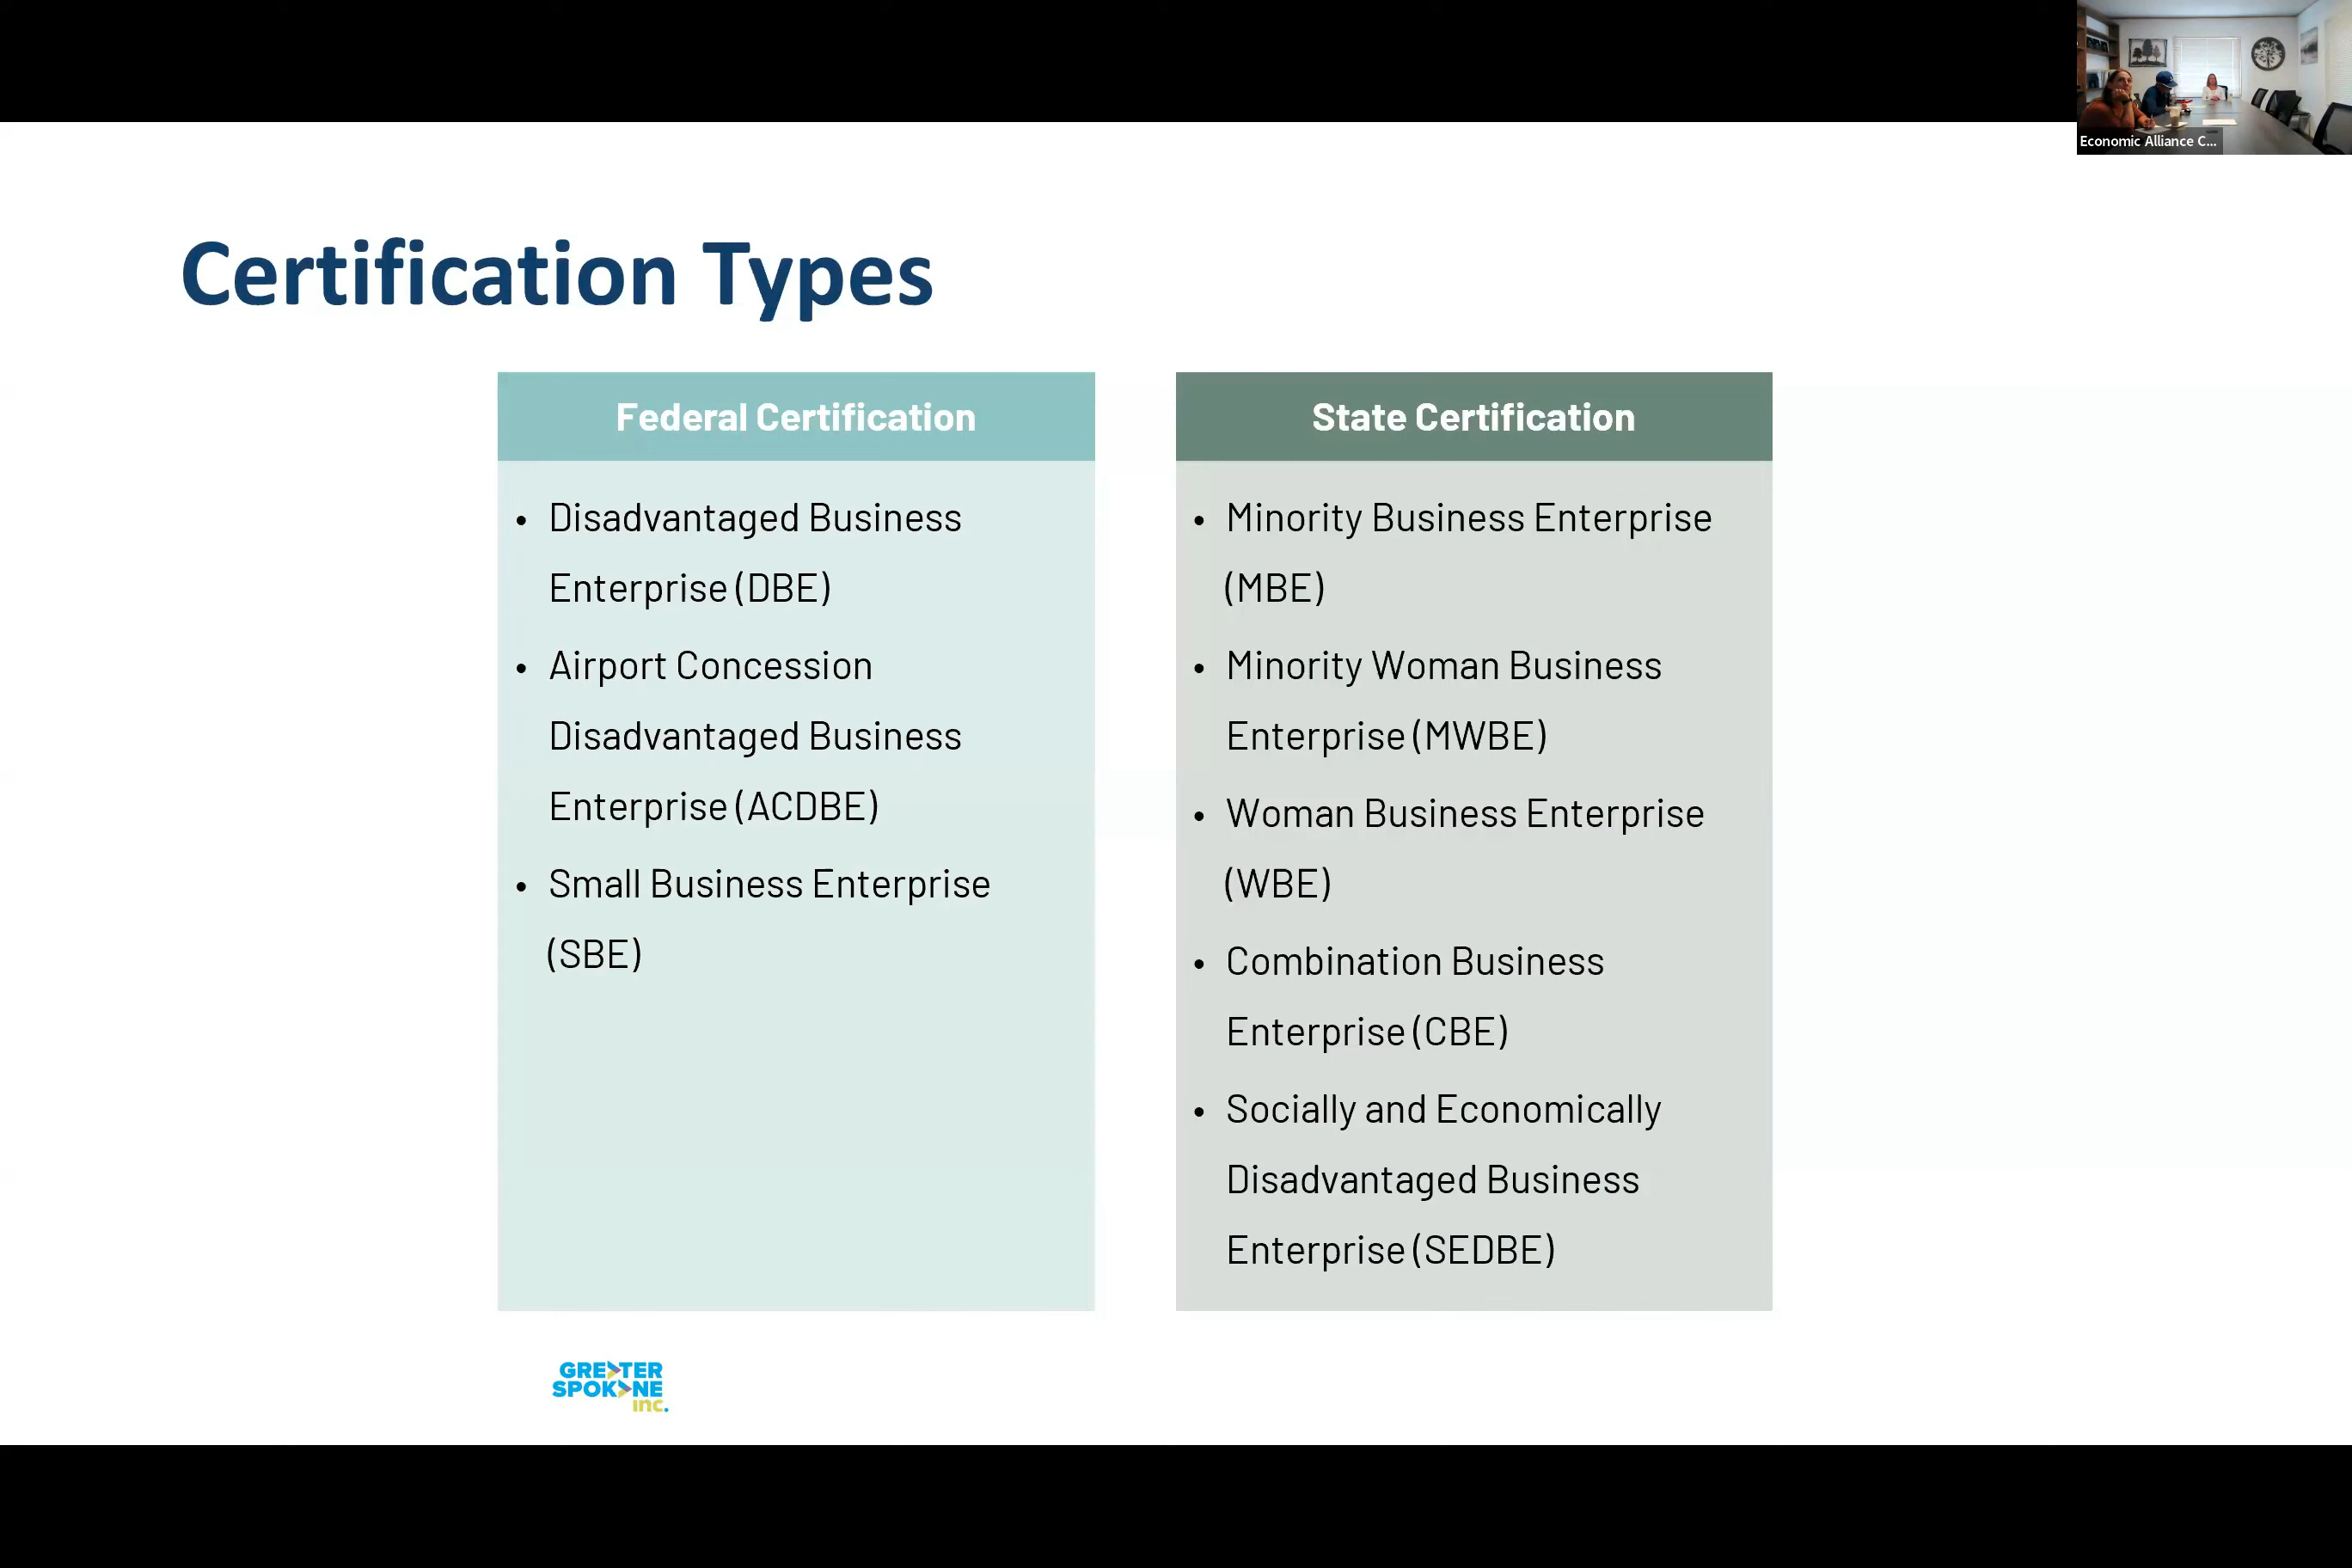 Economic Alliance C...
Certification Types
Federal Certification
• Disadvantaged Business
Enterprise (DBE)
• Airport Concession
Disadvantaged Business
Enterprise (ACDBE)
• Small Business Enterprise
(SBE)
State Certification
• Minority Business Enterprise
(MBE)
• Minority Woman Business
Enterprise (MWBE)
• Woman Business Enterprise
(WBE)
• Combination Business
Enterprise (CBE)
• Socially and Economically
Disadvantaged Business
Enterprise (SEDBE)
GREATER
SPOKANE
inc.